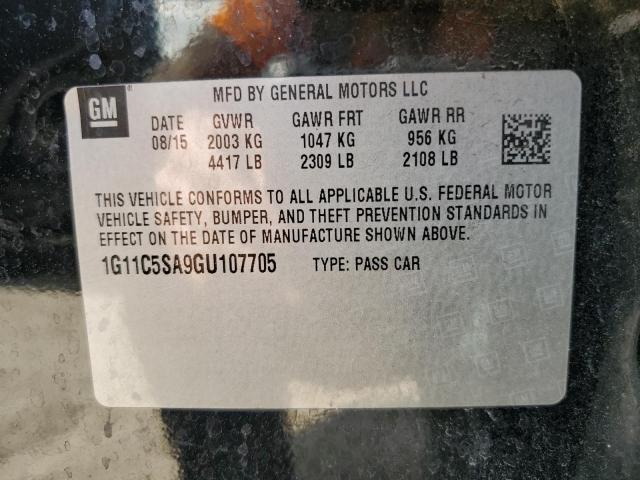 GM
MFD BY GENERAL MOTORS LLC
DATE GVWR GAWR FRT GAWR RR
08/15 2003 KG 1047 KG 956 KG
4417 LB 2309 LB 2108 LB
THIS VEHICLE CONFORMS TO ALL APPLICABLE U.S. FEDERAL MOTOR
VEHICLE SAFETY, BUMPER, AND THEFT PREVENTION STANDARDS IN
EFFECT ON THE DATE OF MANUFACTURE SHOWN ABOVE.
1G11C5SA9GU107705 TYPE: PASS CAR